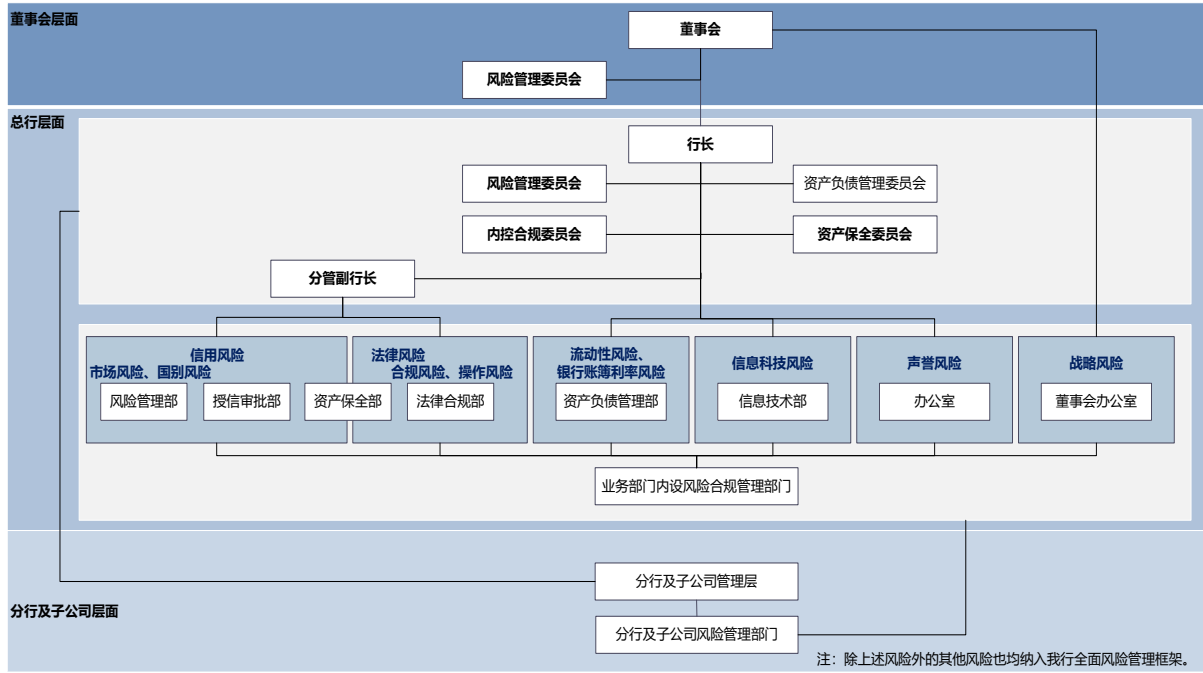 董事会层面
董事会
风险管理委员会
总行层面
行长
风险管理委员会
资产负债管理委员会
内控合规委员会
资产保全委员会
分管副行长
信用风险
市场风险、国别风险
风险管理部
授信审批部
资产保全部
法律风险
合规风险、操作风险
法律合规部
流动性风险、
银行账簿利率风险
资产负债管理部
信息科技风险
信息技术部
声誉风险
办公室
战略风险
董事会办公室
业务部门内设风险合规管理部门
分行及子公司层面
分行及子公司管理层
分行及子公司风险管理部门
注：除上述风险外的其他风险也均纳入我行全面风险管理框架。